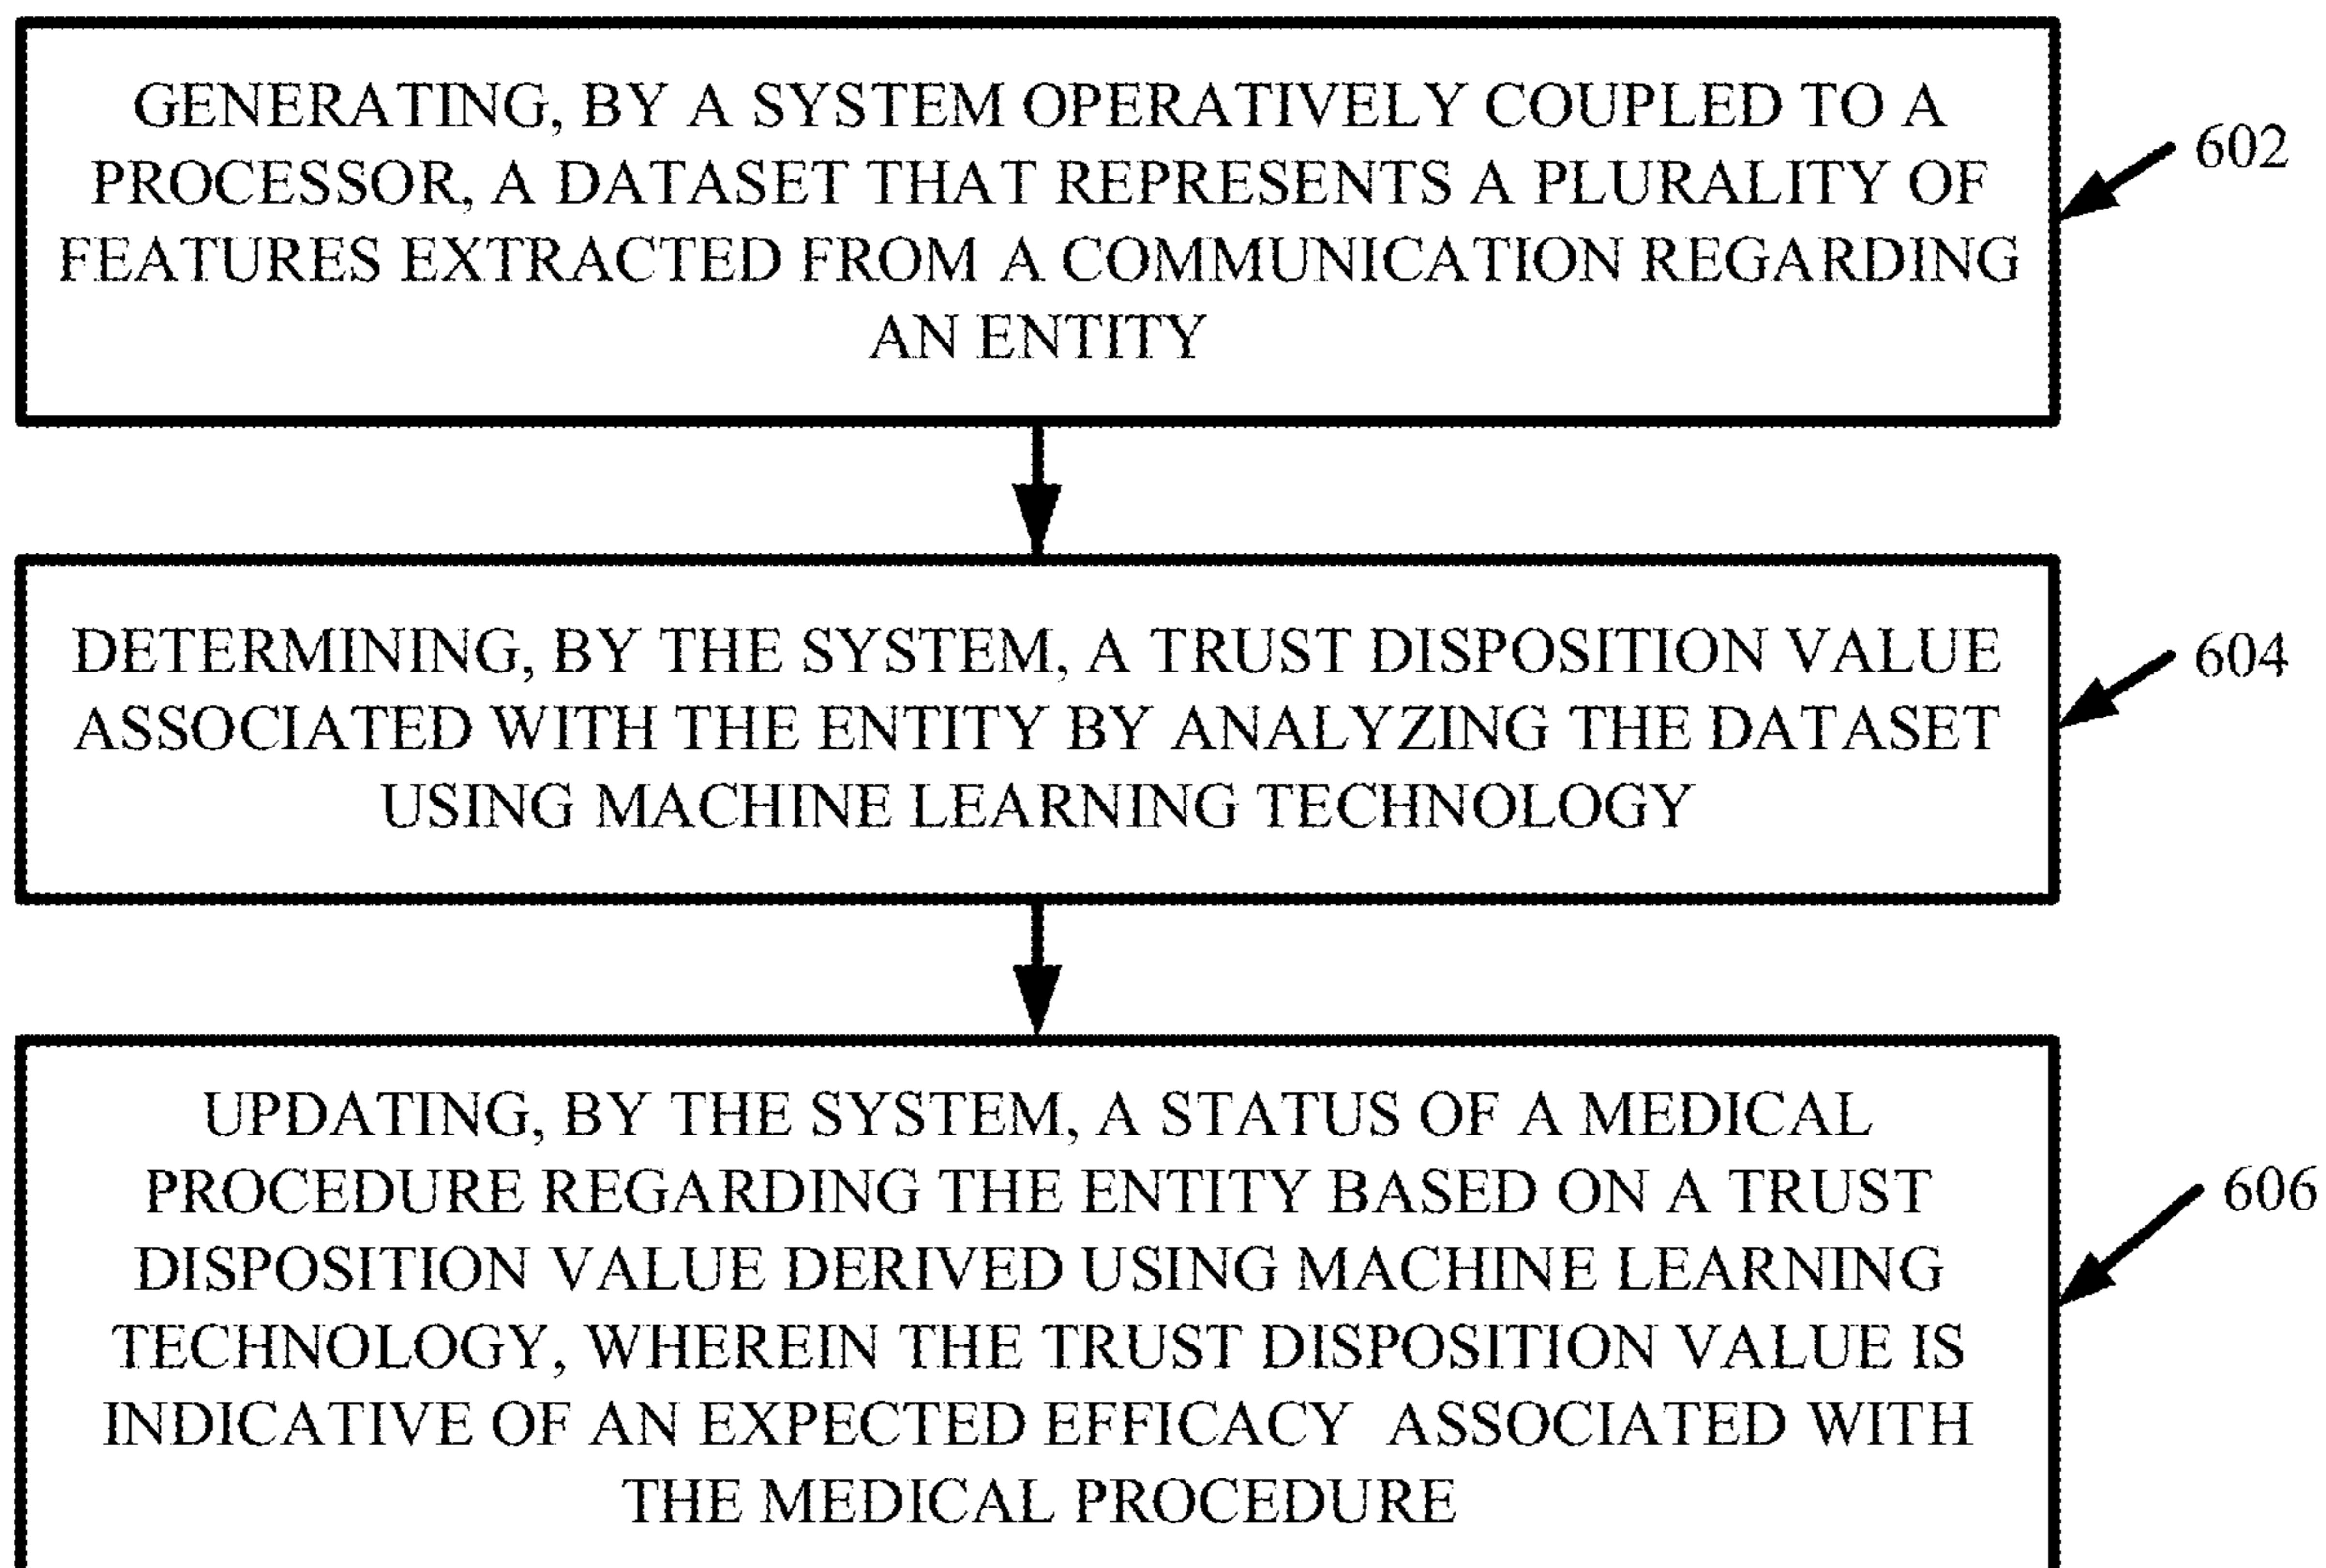 GENERATING, BY A SYSTEM OPERATIVELY COUPLED TO A
PROCESSOR, A DATASET THAT REPRESENTS A PLURALITY OF
FEATURES EXTRACTED FROM A COMMUNICATION REGARDING
AN ENTITY
602
DETERMINING, BY THE SYSTEM, A TRUST DISPOSITION VALUE
ASSOCIATED WITH THE ENTITY BY ANALYZING THE DATASET
USING MACHINE LEARNING TECHNOLOGY
604
UPDATING, BY THE SYSTEM, A STATUS OF A MEDICAL
PROCEDURE REGARDING THE ENTITY BASED ON A TRUST
DISPOSITION VALUE DERIVED USING MACHINE LEARNING
TECHNOLOGY, WHEREIN THE TRUST DISPOSITION VALUE IS
INDICATIVE OF AN EXPECTED EFFICACY ASSOCIATED WITH
THE MEDICAL PROCEDURE
606